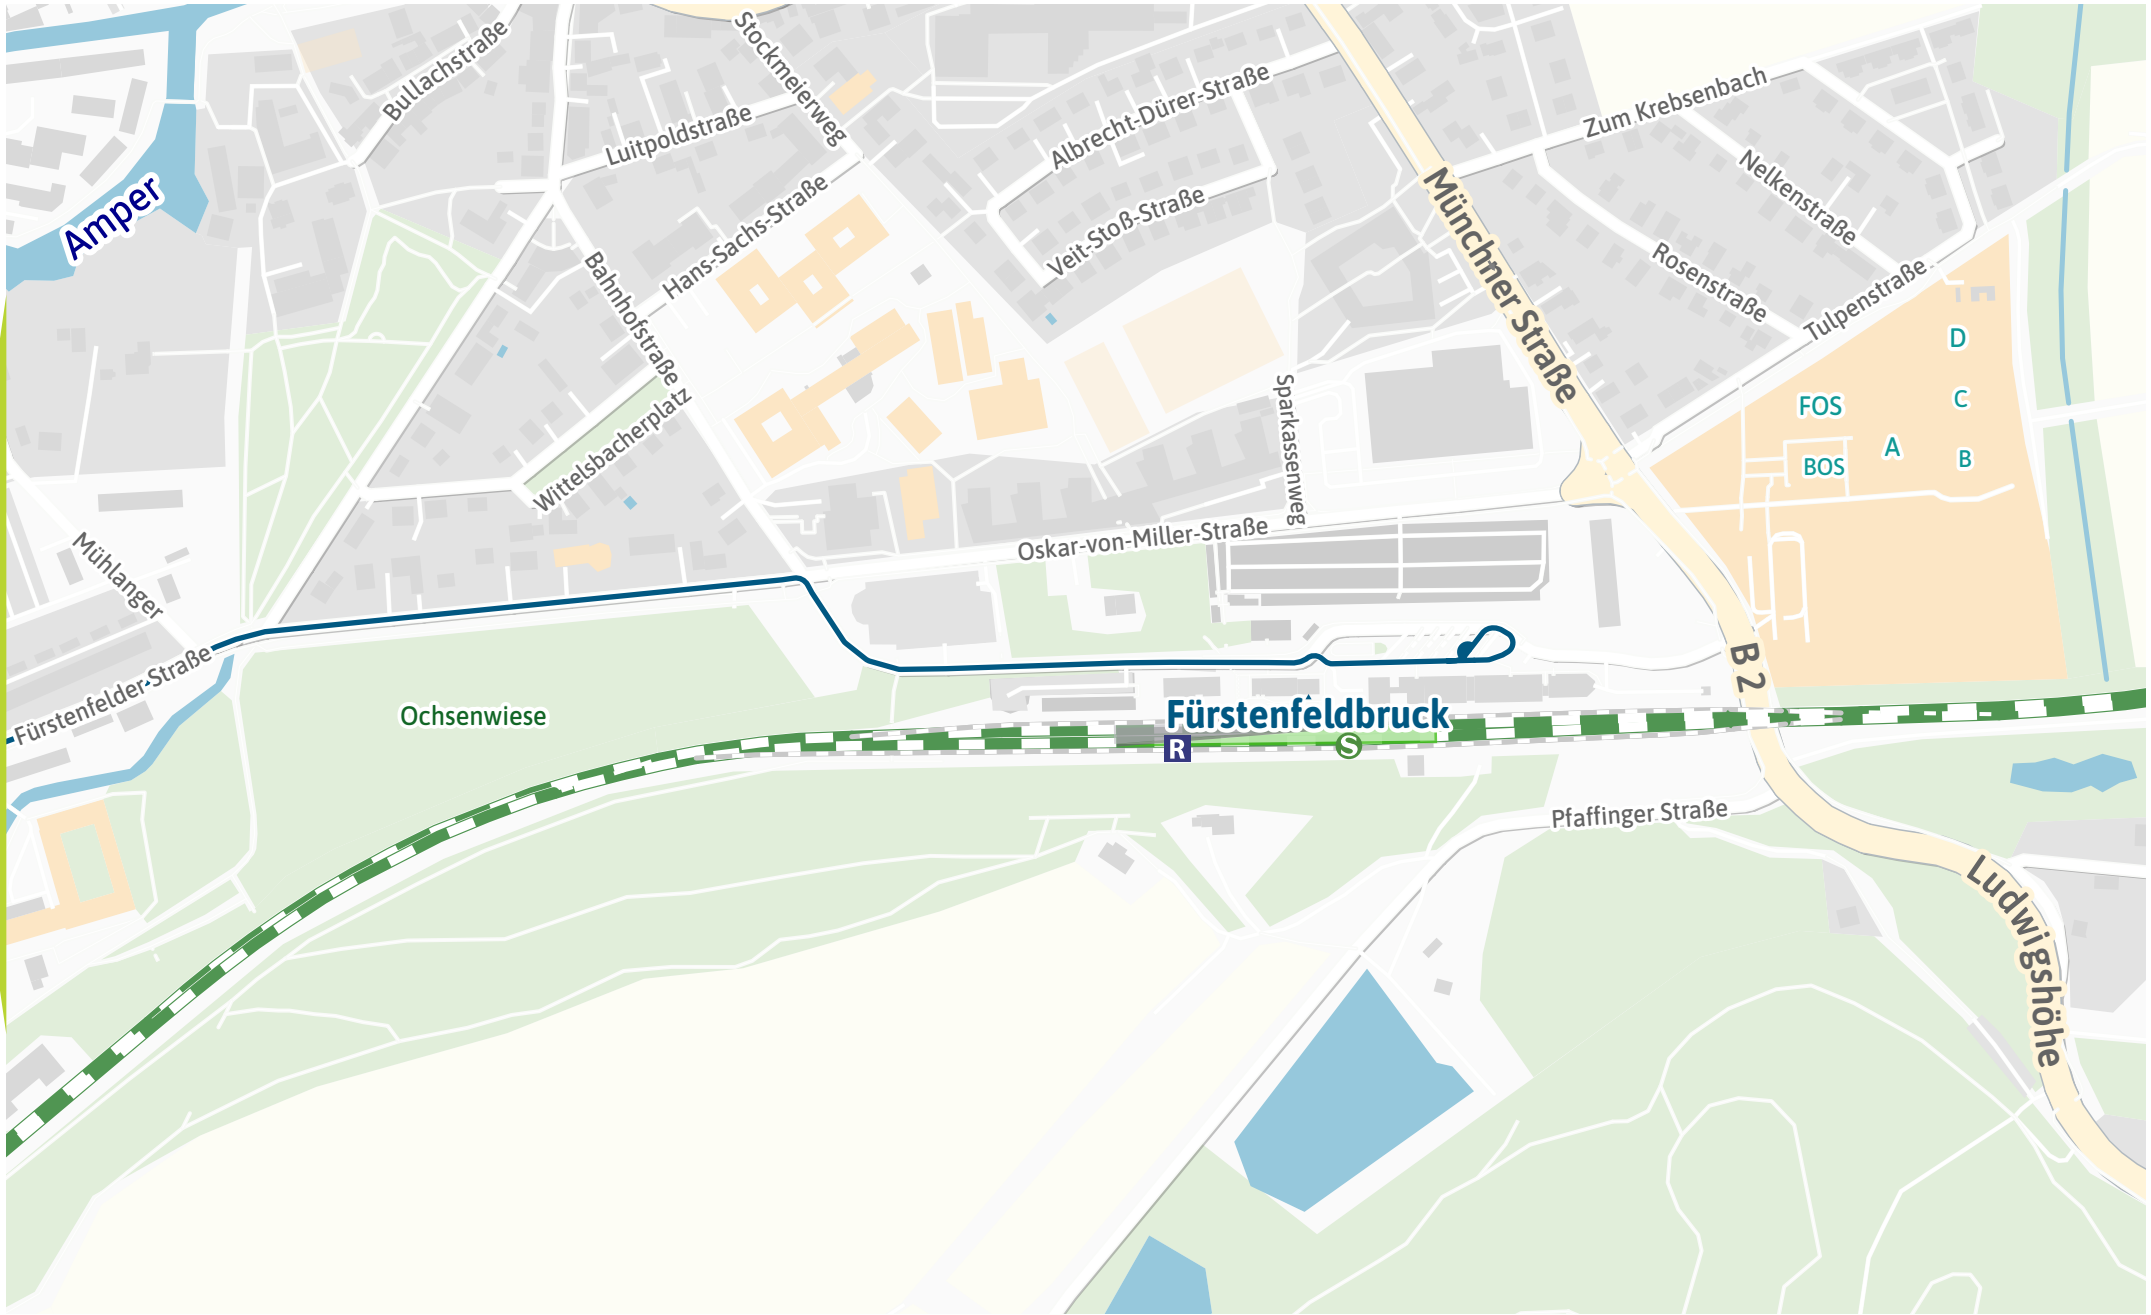 Bullachstraße
Stockmeierweg
Luitpoldstraße
Albrecht-Dürer-Straße
Zum Krebsenbach
Amper
Hans-Sachs-Straße
Veit-Stoß-Straße
Münchner Straße
Nelkenstraße
Rosenstraße
Tulpenstraße
Bahnhofstraße
Wittelsbacherplatz
Sparkassenweg
D
FOS
C
A
BOS
B
Mühlanger
Oskar-von-Miller-Straße
Fürstenfelder-Straße
B 2
Ochsenwiese
Fürstenfeldbruck
R
S
Pfaffinger Straße
Ludwigshöhe